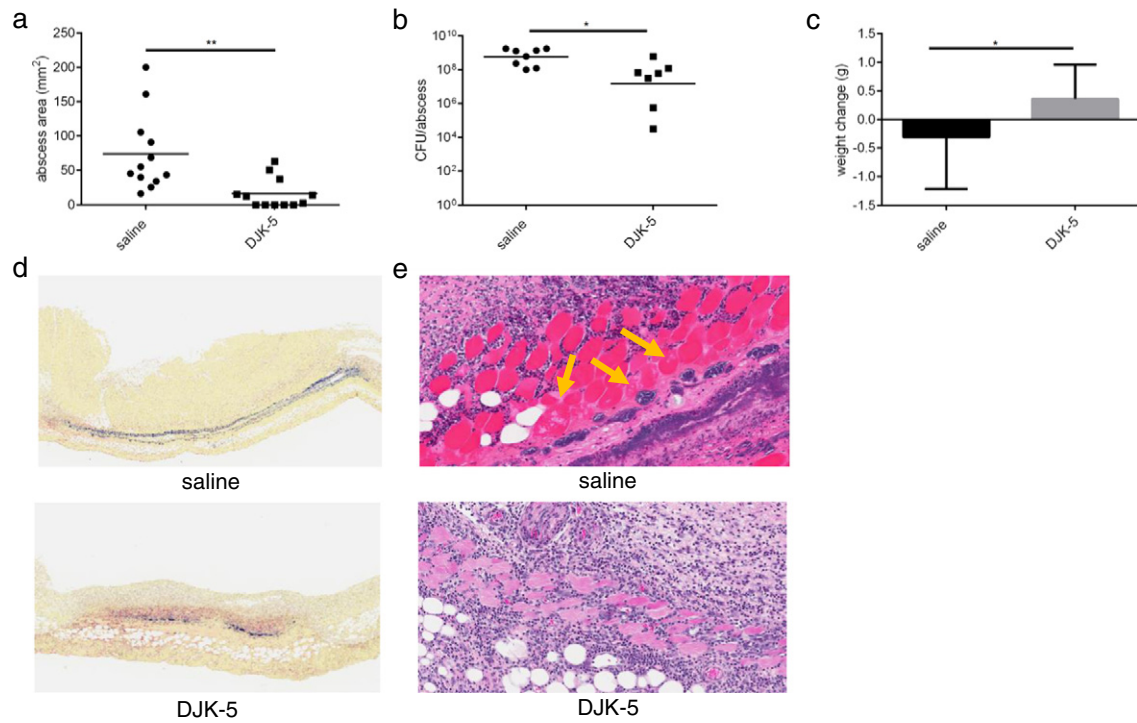 a
abscess area (mm²)
250
200
150
100
50
0
**
saline
DJK-5
b
CFU/abscess
10¹⁰
10⁸
10⁶
10⁴
10²
10⁰
*
saline
DJK-5
c
weight change (g)
1.5
1.0
0.5
0.0
-0.5
-1.0
-1.5
*
saline
DJK-5
d
saline
DJK-5
e
saline
DJK-5